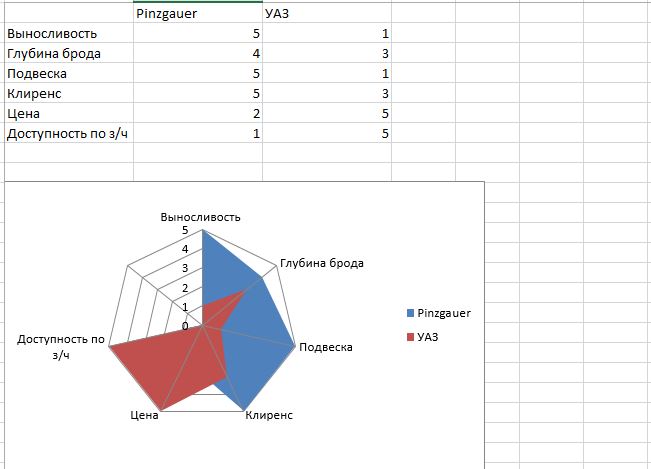 Pinzgauer УАЗ
Выносливость 5 1
Глубина брода 4 3
Подвеска 5 1
Клиренс 5 3
Цена 2 5
Доступность по з/ч 1 5
Выносливость
5
4
3
2
1
0
Глубина брода
Подвеска
Клиренс
Цена
Доступность по
з/ч
Pinzgauer
УАЗ